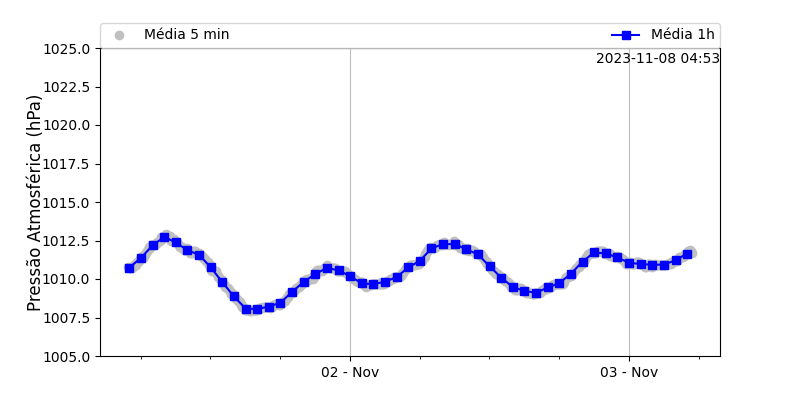 Média 5 min
Média 1h
2023-11-08 04:53
Pressão Atmosférica (hPa)
1025.0
1022.5
1020.0
1017.5
1015.0
1012.5
1010.0
1007.5
1005.0
02 - Nov
03 - Nov